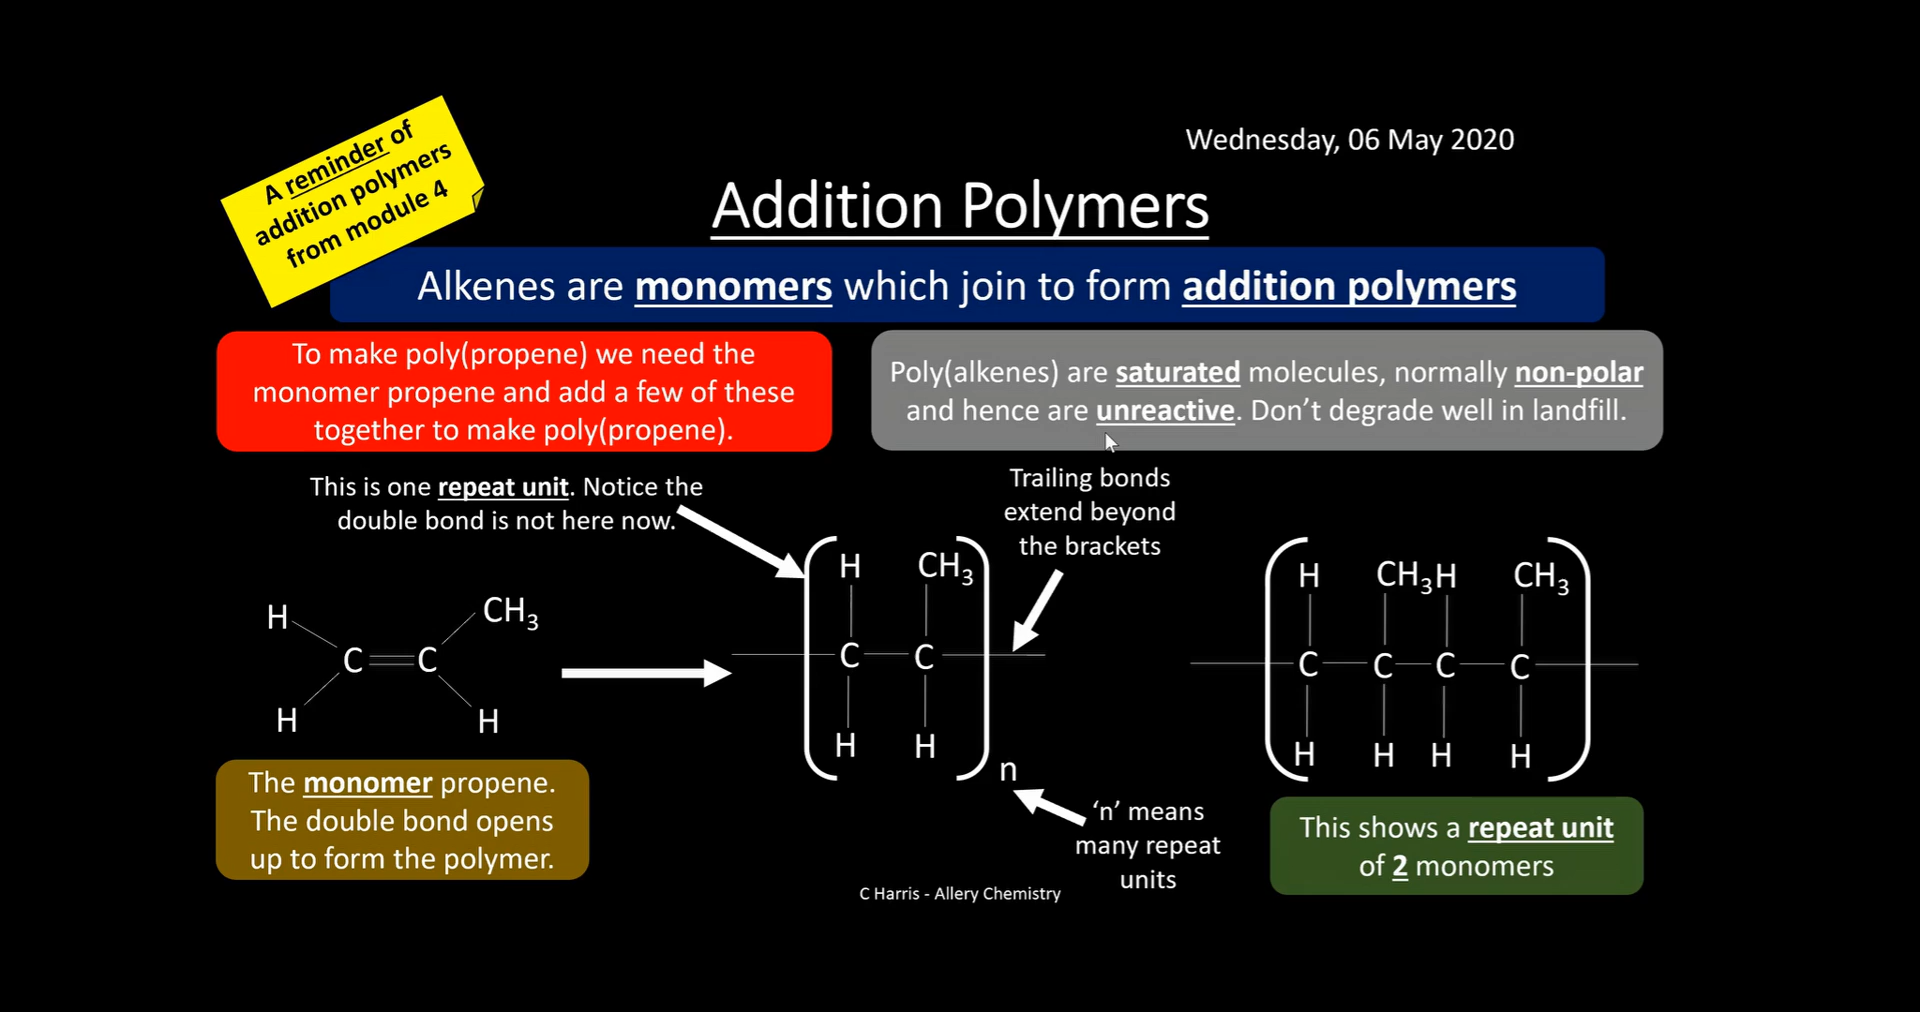 A reminder of
addition polymers
from module 4
Wednesday, 06 May 2020
Addition Polymers
Alkenes are monomers which join to form addition polymers
To make poly(propene) we need the
monomer propene and add a few of these
together to make poly(propene).
Poly(alkenes) are saturated molecules, normally non-polar
and hence are unreactive. Don’t degrade well in landfill.
This is one repeat unit. Notice the
double bond is not here now.
Trailing bonds
extend beyond
the brackets
H CH₃
C C
H H
H CH₃
C C
H H
n
H CH₃ H CH₃
C C C C
H H H H
The monomer propene.
The double bond opens
up to form the polymer.
‘n’ means
many repeat
units
This shows a repeat unit
of 2 monomers
C Harris - Allery Chemistry